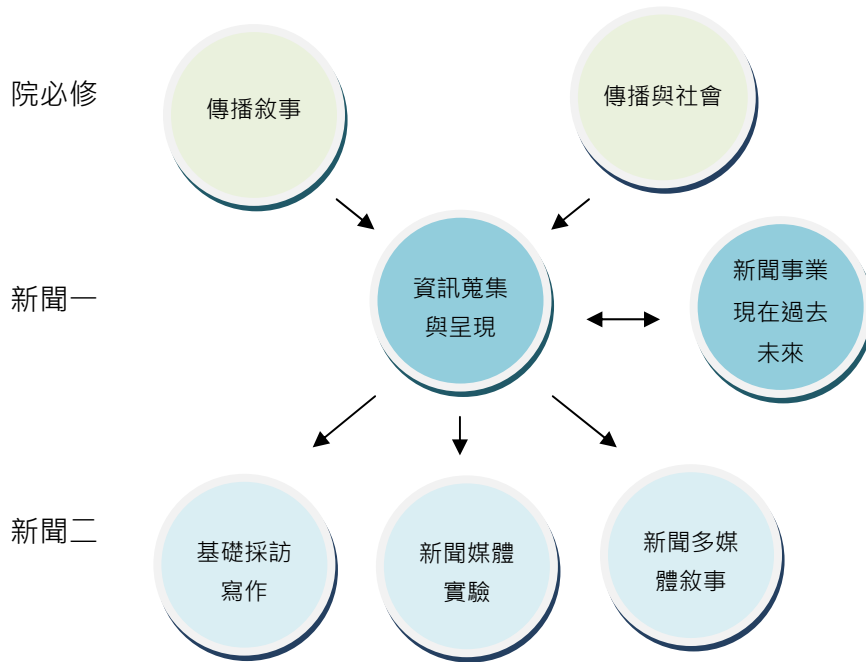 院必修
傳播敘事
傳播與社會
新聞一
資訊蒐集
與呈現
新聞事業
現在過去
未來
新聞二
基礎採訪
寫作
新聞媒體
實驗
新聞多媒
體敘事